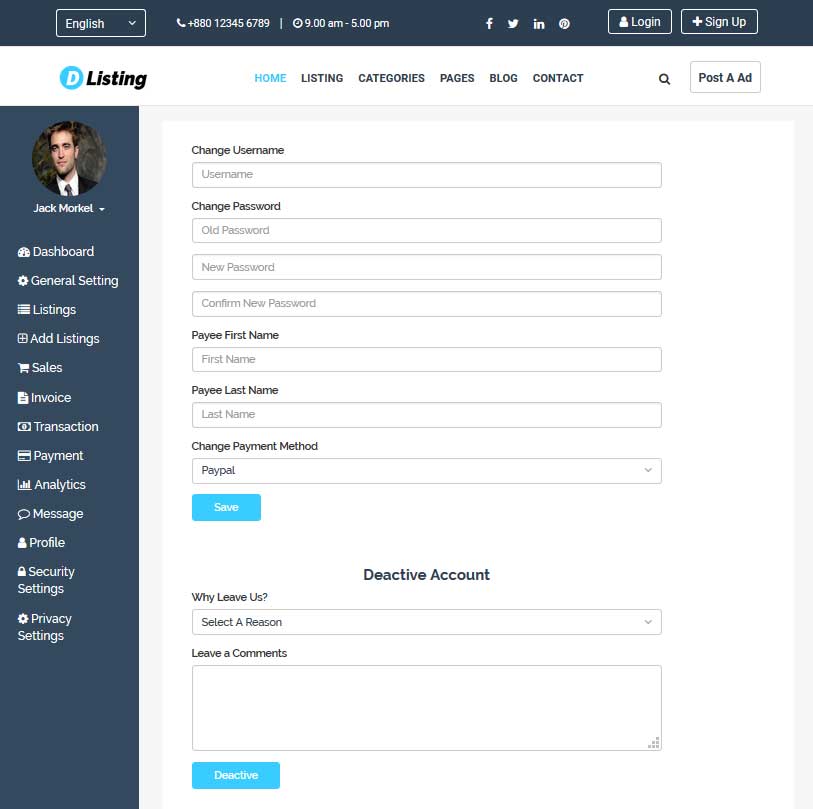 English
+880 12345 6789 | 9.00 am - 5.00 pm
Login
Sign Up
D Listing
HOME LISTING CATEGORIES PAGES BLOG CONTACT
Post A Ad
Jack Morkel
Dashboard
General Setting
Listings
Add Listings
Sales
Invoice
Transaction
Payment
Analytics
Message
Profile
Security
Settings
Privacy
Settings
Change Username
Username
Change Password
Old Password
New Password
Confirm New Password
Payee First Name
First Name
Payee Last Name
Last Name
Change Payment Method
Paypal
Save
Deactive Account
Why Leave Us?
Select A Reason
Leave a Comments
Deactive